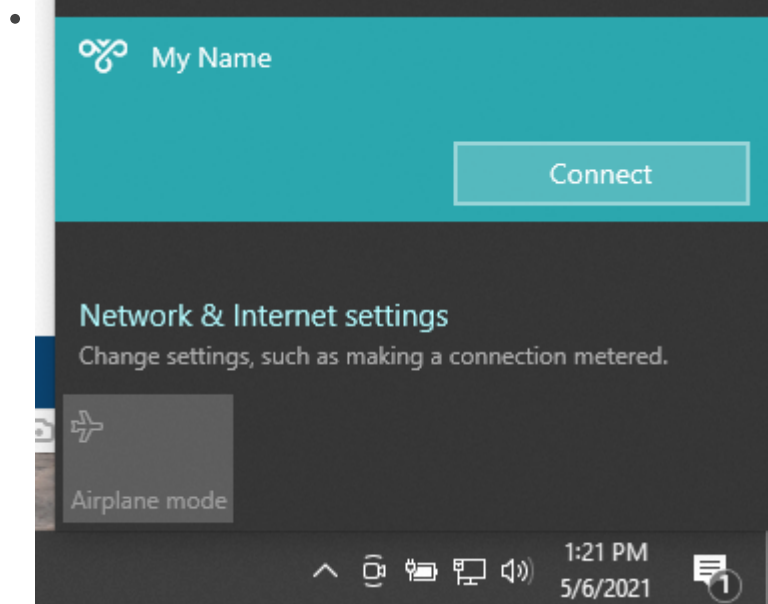 My Name
Connect
Network & Internet settings
Change settings, such as making a connection metered.
Airplane mode
1:21 PM
5/6/2021
1